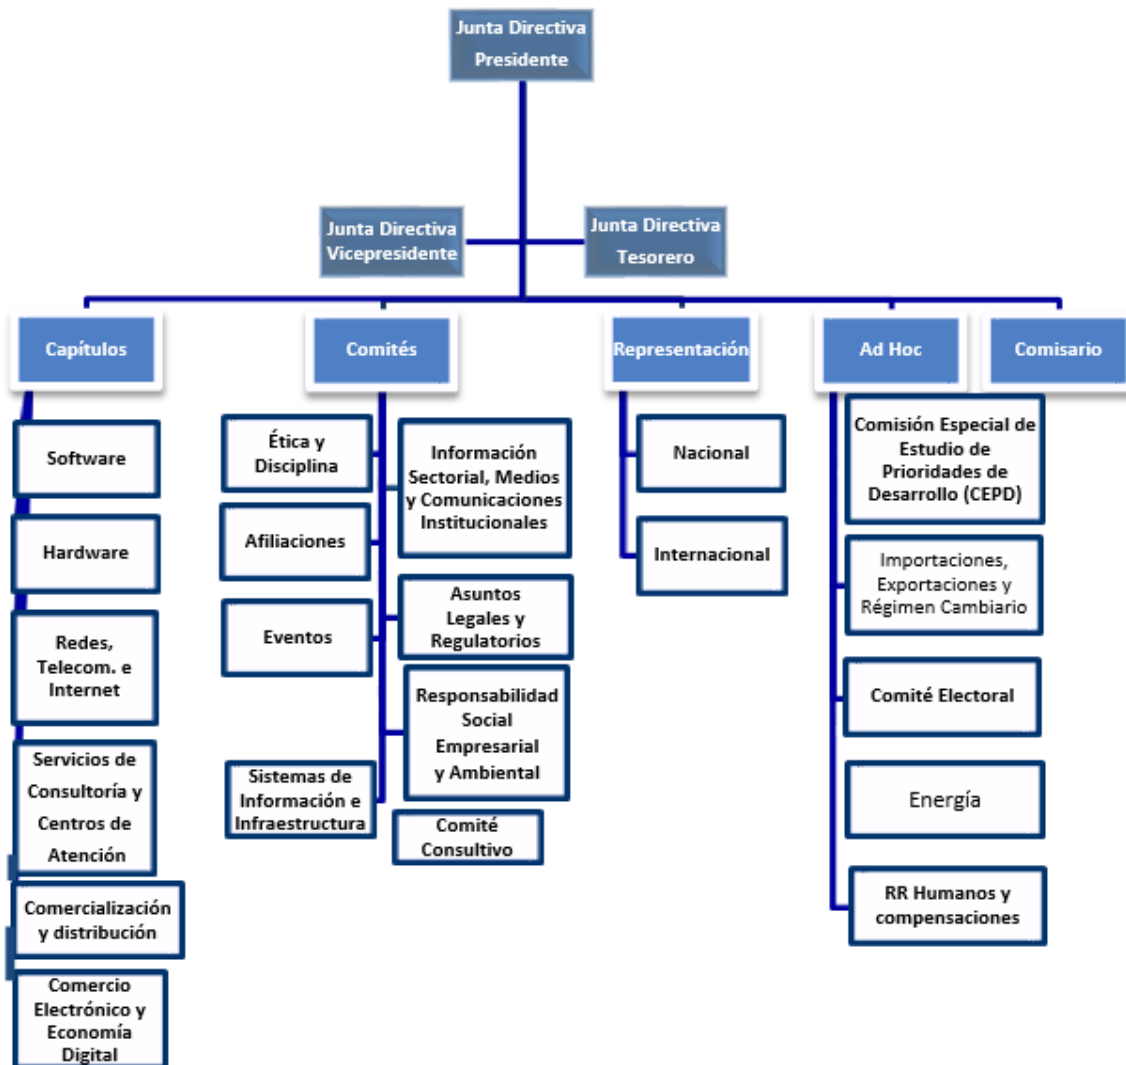 Junta Directiva
Presidente
Junta Directiva
Vicepresidente
Junta Directiva
Tesorero
Capítulos
Comités
Representación
Ad Hoc
Comisario
Software
Hardware
Redes,
Telecom. e
Internet
Servicios de
Consultoría y
Centros de
Atención
Comercialización
y distribución
Comercio
Electrónico y
Economía
Digital
Ética y
Disciplina
Afiliaciones
Eventos
Sistemas de
Información e
Infraestructura
Información
Sectorial, Medios
y Comunicaciones
Institucionales
Asuntos
Legales y
Regulatorios
Responsabilidad
Social
Empresarial
y Ambiental
Comité
Consultivo
Nacional
Internacional
Comisión Especial de
Estudio de
Prioridades de
Desarrollo (CEPD)
Importaciones,
Exportaciones y
Régimen Cambiario
Comité Electoral
Energía
RR Humanos y
compensaciones